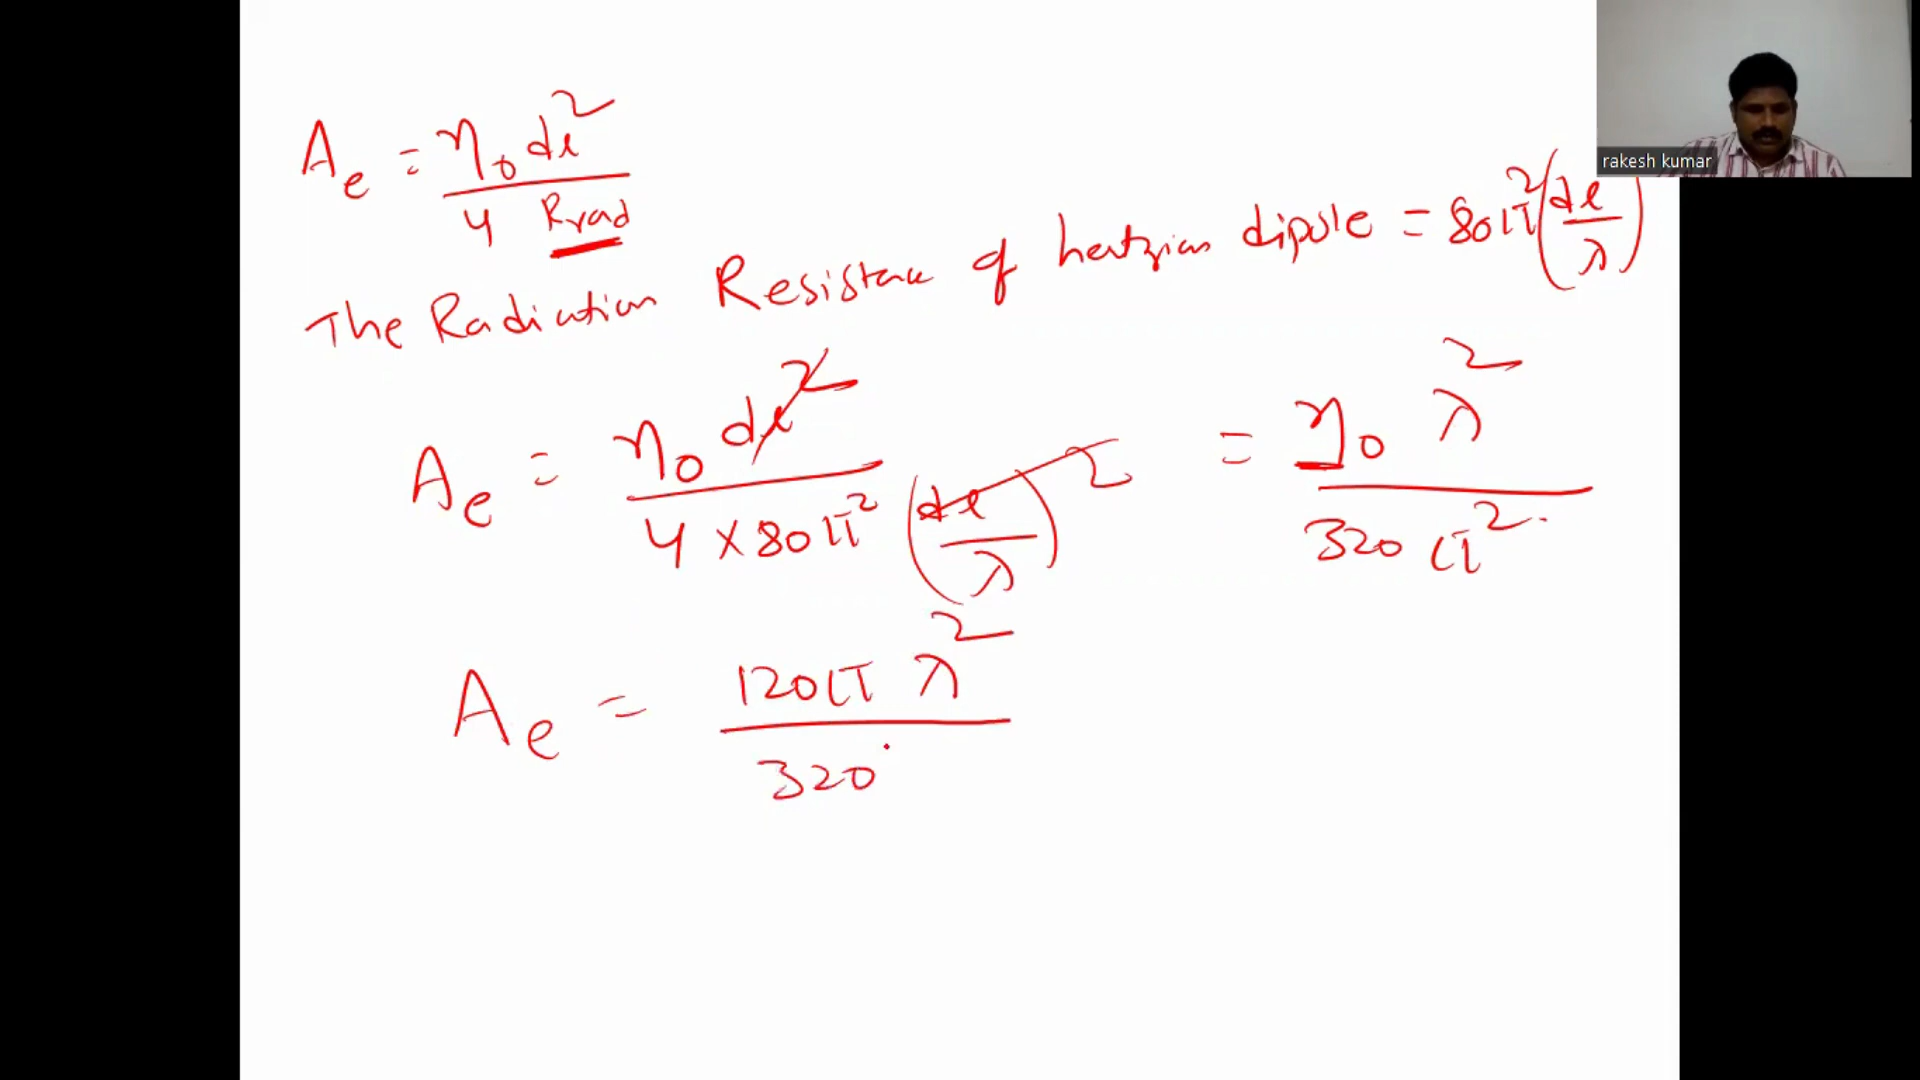 rakesh kumar
Ae = η0 dl² / 4 Rrad
The Radiation Resistance of hertzian dipole = 80π² (dl/λ)
Ae = η0 dl² / 4 × 80π² (dl/λ)² = η0 λ² / 320 π²
Ae = 120π λ² / 320